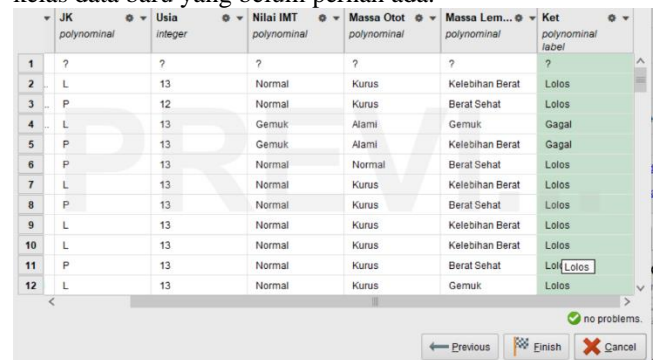 kelas data baru yang belum pernah ada.
JK Usia Nilai IMT Massa Otot Massa Lem... Ket
polynominal integer polynominal polynominal polynominal polynominal
label
1 ? ? ? ? ? ?
2 L 13 Normal Kurus Kelebihan Berat Lolos
3 P 12 Normal Kurus Berat Sehat Lolos
4 L 13 Gemuk Alami Gemuk Gagal
5 P 13 Gemuk Alami Kelebihan Berat Gagal
6 P 13 Normal Normal Berat Sehat Lolos
7 L 13 Normal Kurus Kelebihan Berat Lolos
8 P 13 Normal Kurus Berat Sehat Lolos
9 L 13 Normal Kurus Kelebihan Berat Lolos
10 L 13 Normal Kurus Kelebihan Berat Lolos
11 P 13 Normal Kurus Berat Sehat Lolos
12 L 13 Normal Kurus Gemuk Lolos
no problems.
Previous Finish Cancel